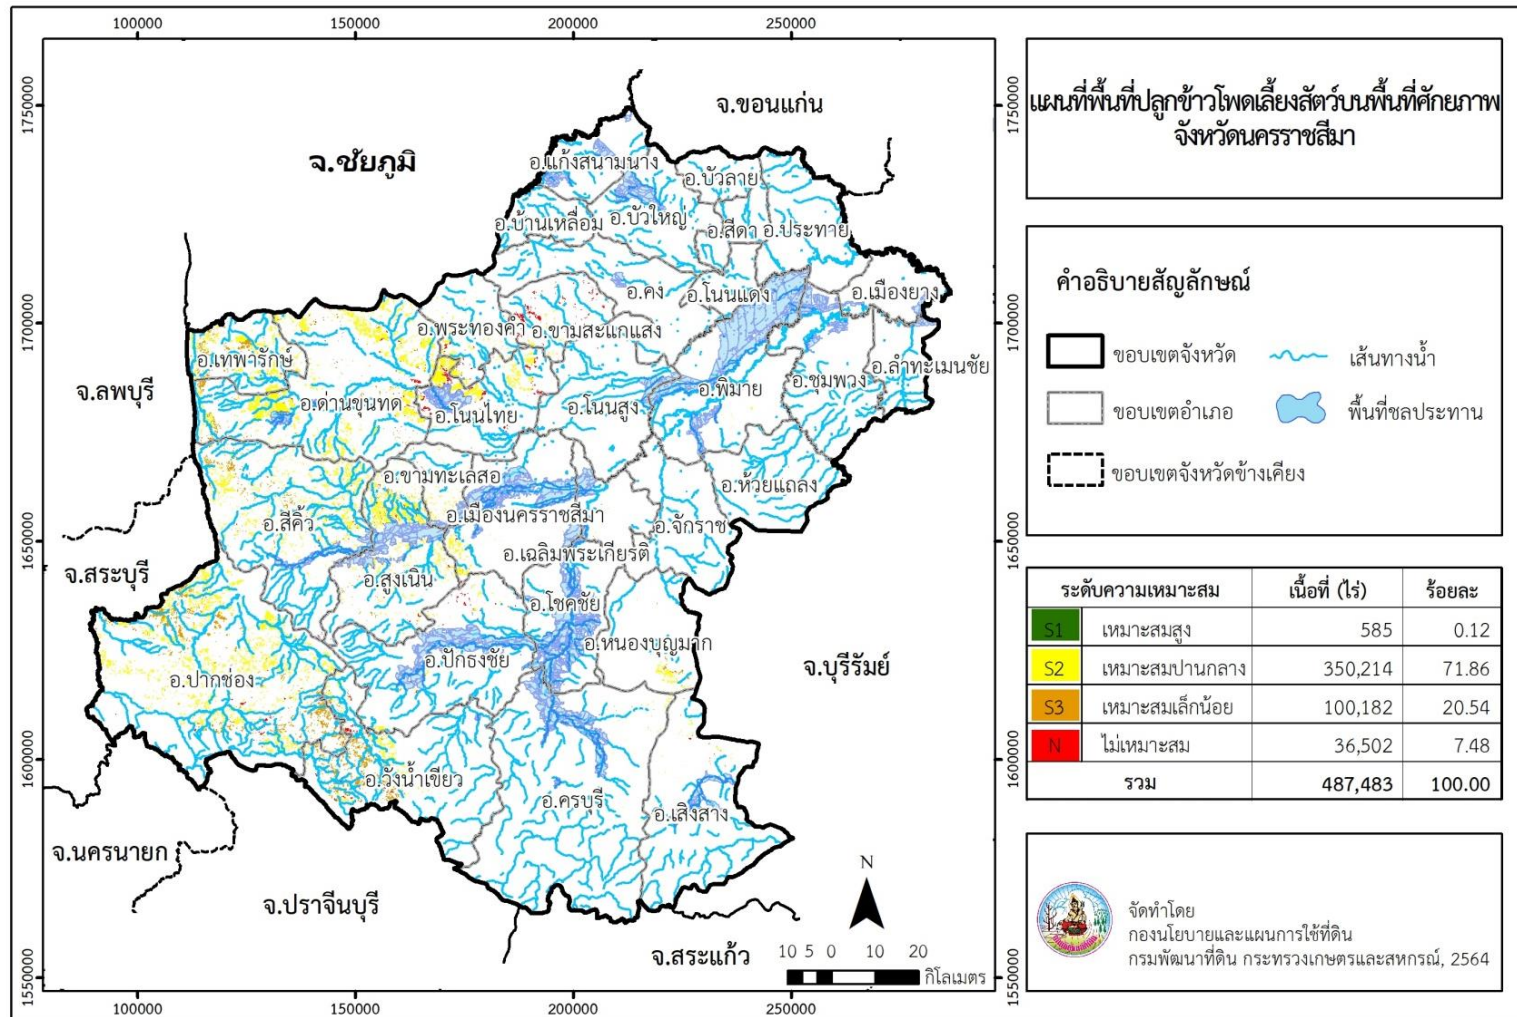 100000 150000 200000 250000
1750000
1700000
1650000
1600000
1550000
จ.ขอนแก่น
จ.ชัยภูมิ
อ.แก้งสนามนาง
อ.บัวลาย
อ.บ้านเหลื่อม
อ.บัวใหญ่
อ.สีดา
อ.ประทาย
อ.คง
อ.โนนแดง
อ.เมืองยาง
อ.พระทองคำ
อ.ขามสะแกแสง
อ.เทพารักษ์
อ.ลำทะเมนชัย
จ.ลพบุรี
อ.ด่านขุนทด
อ.โนนไทย
อ.โนนสูง
อ.พิมาย
อ.ชุมพวง
อ.ขามทะเลสอ
อ.ห้วยแถลง
อ.สีคิ้ว
อ.เมืองนครราชสีมา
อ.จักราช
จ.สระบุรี
อ.เฉลิมพระเกียรติ
อ.สูงเนิน
อ.โชคชัย
อ.หนองบุญมาก
อ.ปักธงชัย
จ.บุรีรัมย์
อ.ปากช่อง
อ.วังน้ำเขียว
อ.ครบุรี
อ.เสิงสาง
จ.นครนายก
จ.ปราจีนบุรี
จ.สระแก้ว
N
10 5 0 10 20
กิโลเมตร
100000 150000 200000 250000
1750000
1700000
1650000
1600000
1550000
แผนที่พื้นที่ปลูกข้าวโพดเลี้ยงสัตว์บนพื้นที่ศักยภาพ
จังหวัดนครราชสีมา
คำอธิบายสัญลักษณ์
ขอบเขตจังหวัด เส้นทางน้ำ
ขอบเขตอำเภอ พื้นที่ชลประทาน
ขอบเขตจังหวัดข้างเคียง
ระดับความเหมาะสม เนื้อที่ (ไร่) ร้อยละ
S1 เหมาะสมสูง 585 0.12
S2 เหมาะสมปานกลาง 350,214 71.86
S3 เหมาะสมเล็กน้อย 100,182 20.54
N ไม่เหมาะสม 36,502 7.48
รวม 487,483 100.00
จัดทำโดย
กองนโยบายและแผนการใช้ที่ดิน
กรมพัฒนาที่ดิน กระทรวงเกษตรและสหกรณ์, 2564